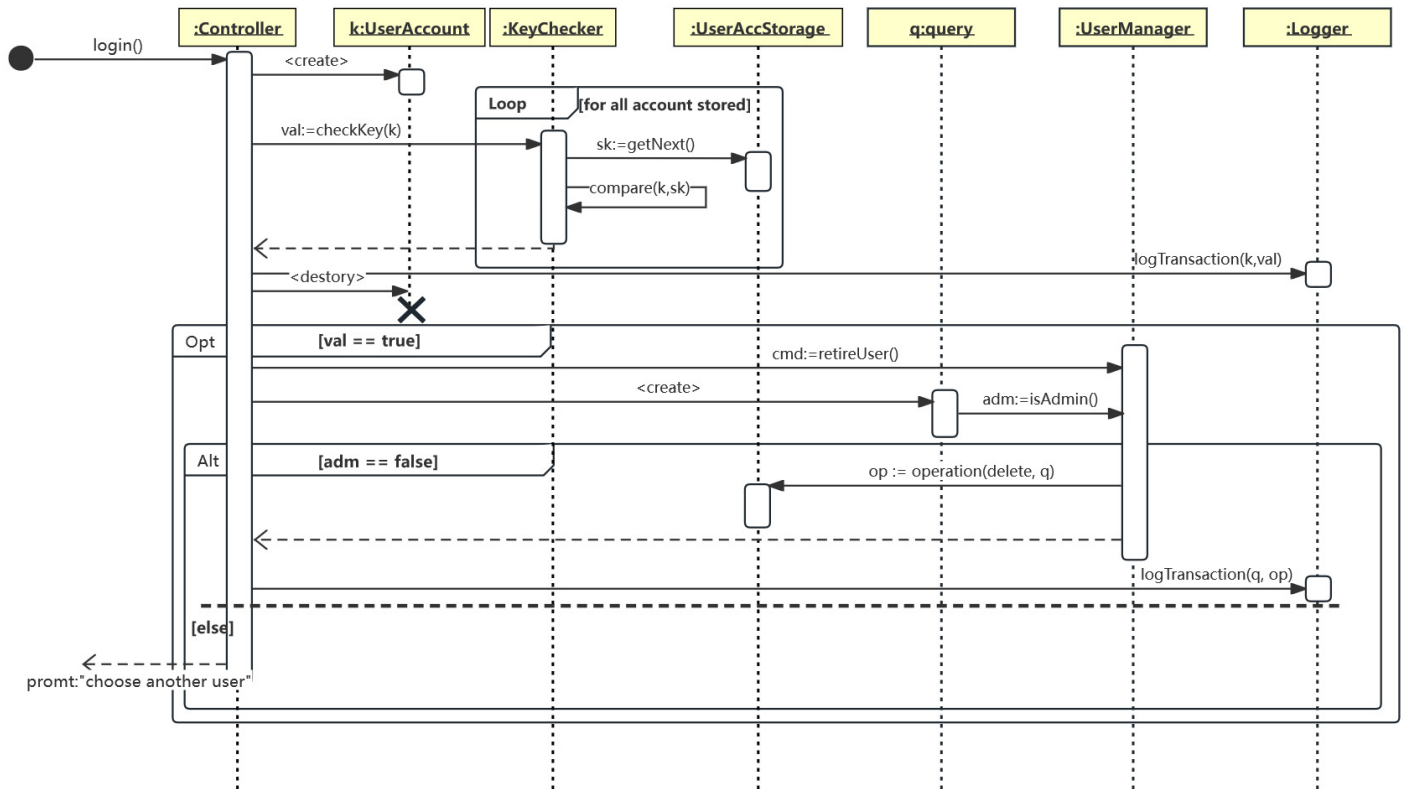 :Controller
k:UserAccount
:KeyChecker
:UserAccStorage
q:query
:UserManager
:Logger
login()
<create>
Loop
[for all account stored]
val:=checkKey(k)
sk:=getNext()
compare(k,sk)
logTransaction(k,val)
<destory>
Opt
[val == true]
cmd:=retireUser()
<create>
adm:=isAdmin()
Alt
[adm == false]
op := operation(delete, q)
logTransaction(q, op)
[else]
promt:"choose another user"